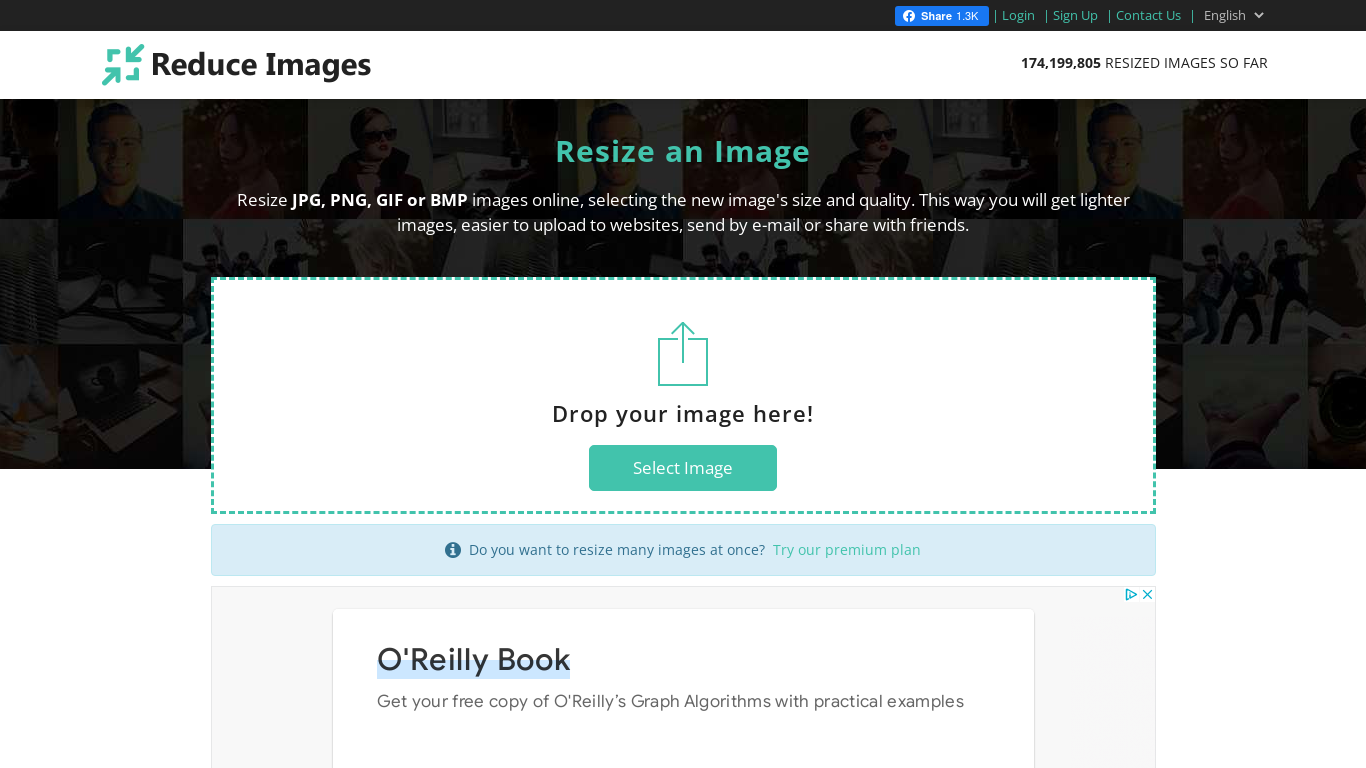 Share 1.3K | Login | Sign Up | Contact Us | English
Reduce Images
174,199,805 RESIZED IMAGES SO FAR
Resize an Image
Resize JPG, PNG, GIF or BMP images online, selecting the new image's size and quality. This way you will get lighter
images, easier to upload to websites, send by e-mail or share with friends.
Drop your image here!
Select Image
Do you want to resize many images at once? Try our premium plan
O'Reilly Book
Get your free copy of O'Reilly’s Graph Algorithms with practical examples